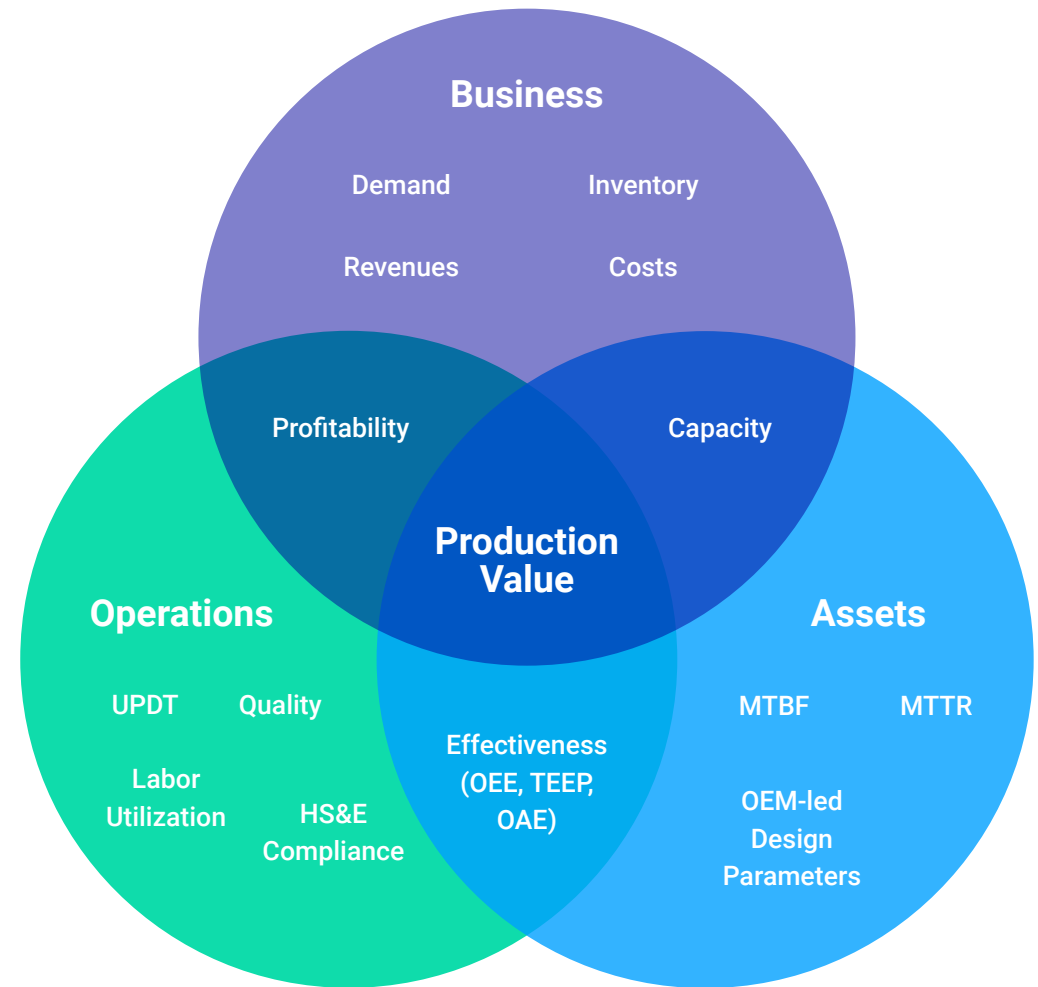 Business
Demand
Inventory
Revenues
Costs
Profitability
Capacity
Production
Value
Operations
Assets
UPDT
Quality
MTBF
MTTR
Labor
Utilization
HS&E
Compliance
Effectiveness
(OEE, TEEP,
OAE)
OEM-led
Design
Parameters